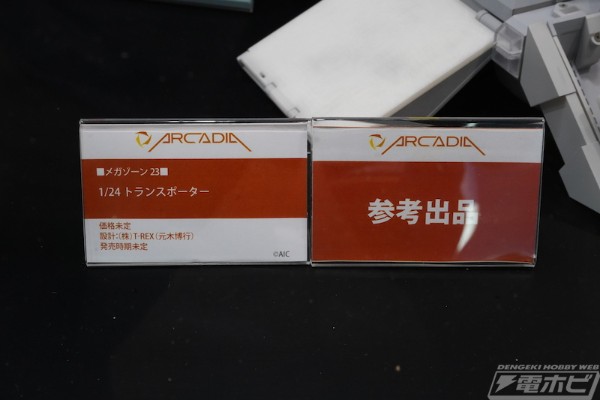 ARCADIA
■メガゾーン 23■
1/24 トランスポーター
価格未定
設計:(株)T-REX(元木博行)
発売時期未定
©AIC
ARCADIA
参考出品
DENGEKI HOBBY WEB
電ホビ